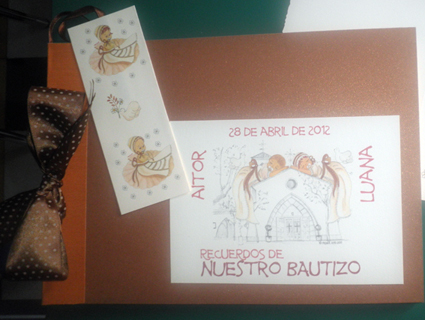 28 DE ABRIL DE 2012
AITOR
LUANA
RECUERDOS DE
NUESTRO BAUTIZO